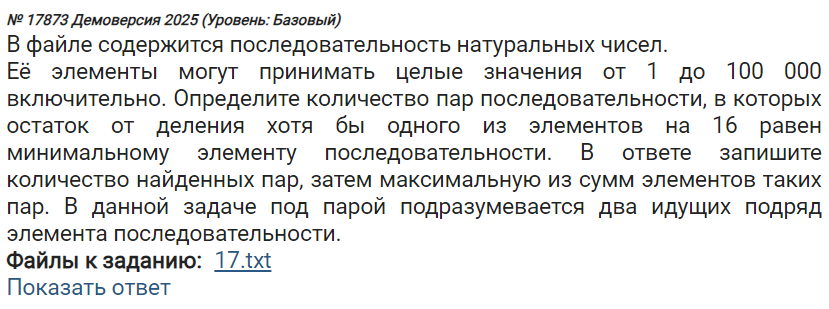 № 17873 Демоверсия 2025 (Уровень: Базовый)
В файле содержится последовательность натуральных чисел.
Её элементы могут принимать целые значения от 1 до 100 000
включительно. Определите количество пар последовательности, в которых
остаток от деления хотя бы одного из элементов на 16 равен
минимальному элементу последовательности. В ответе запишите
количество найденных пар, затем максимальную из сумм элементов таких
пар. В данной задаче под парой подразумевается два идущих подряд
элемента последовательности.
Файлы к заданию: 17.txt
Показать ответ